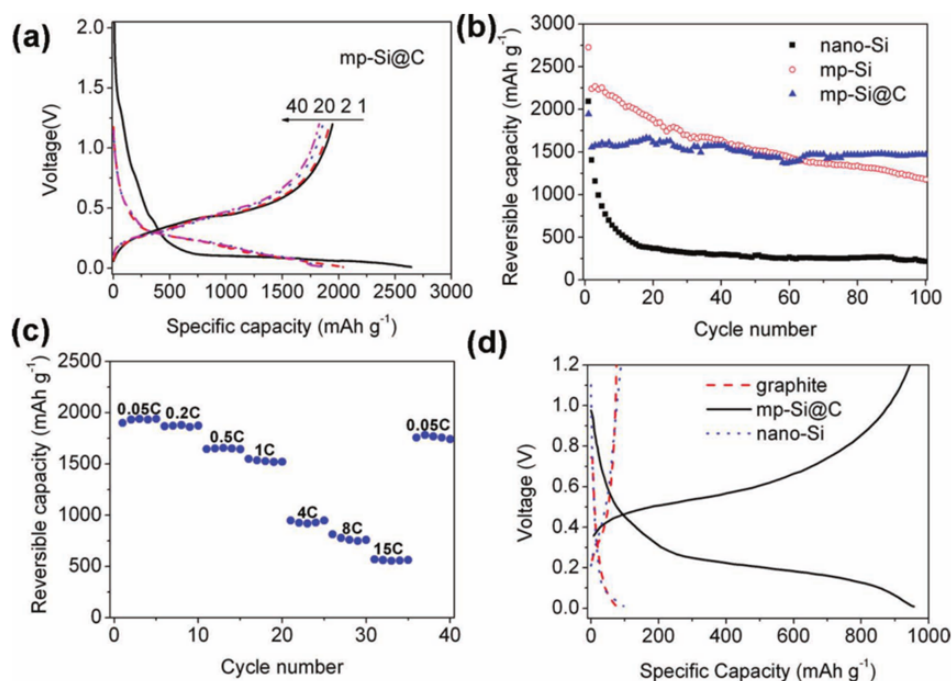 (a)
mp-Si@C
40 20 2 1
Voltage(V)
2.0
1.5
1.0
0.5
0.0
0 500 1000 1500 2000 2500 3000
Specific capacity (mAh g⁻¹)
(b)
nano-Si
mp-Si
mp-Si@C
Reversible capacity (mAh g⁻¹)
3000
2500
2000
1500
1000
500
0
0 20 40 60 80 100
Cycle number
(c)
0.05C
0.2C
0.5C
1C
4C
8C
15C
0.05C
Reversible capacity (mAh g⁻¹)
2500
2000
1500
1000
500
0
0 10 20 30 40
Cycle number
(d)
graphite
mp-Si@C
nano-Si
Voltage (V)
1.2
1.0
0.8
0.6
0.4
0.2
0.0
0 200 400 600 800 1000
Specific Capacity (mAh g⁻¹)